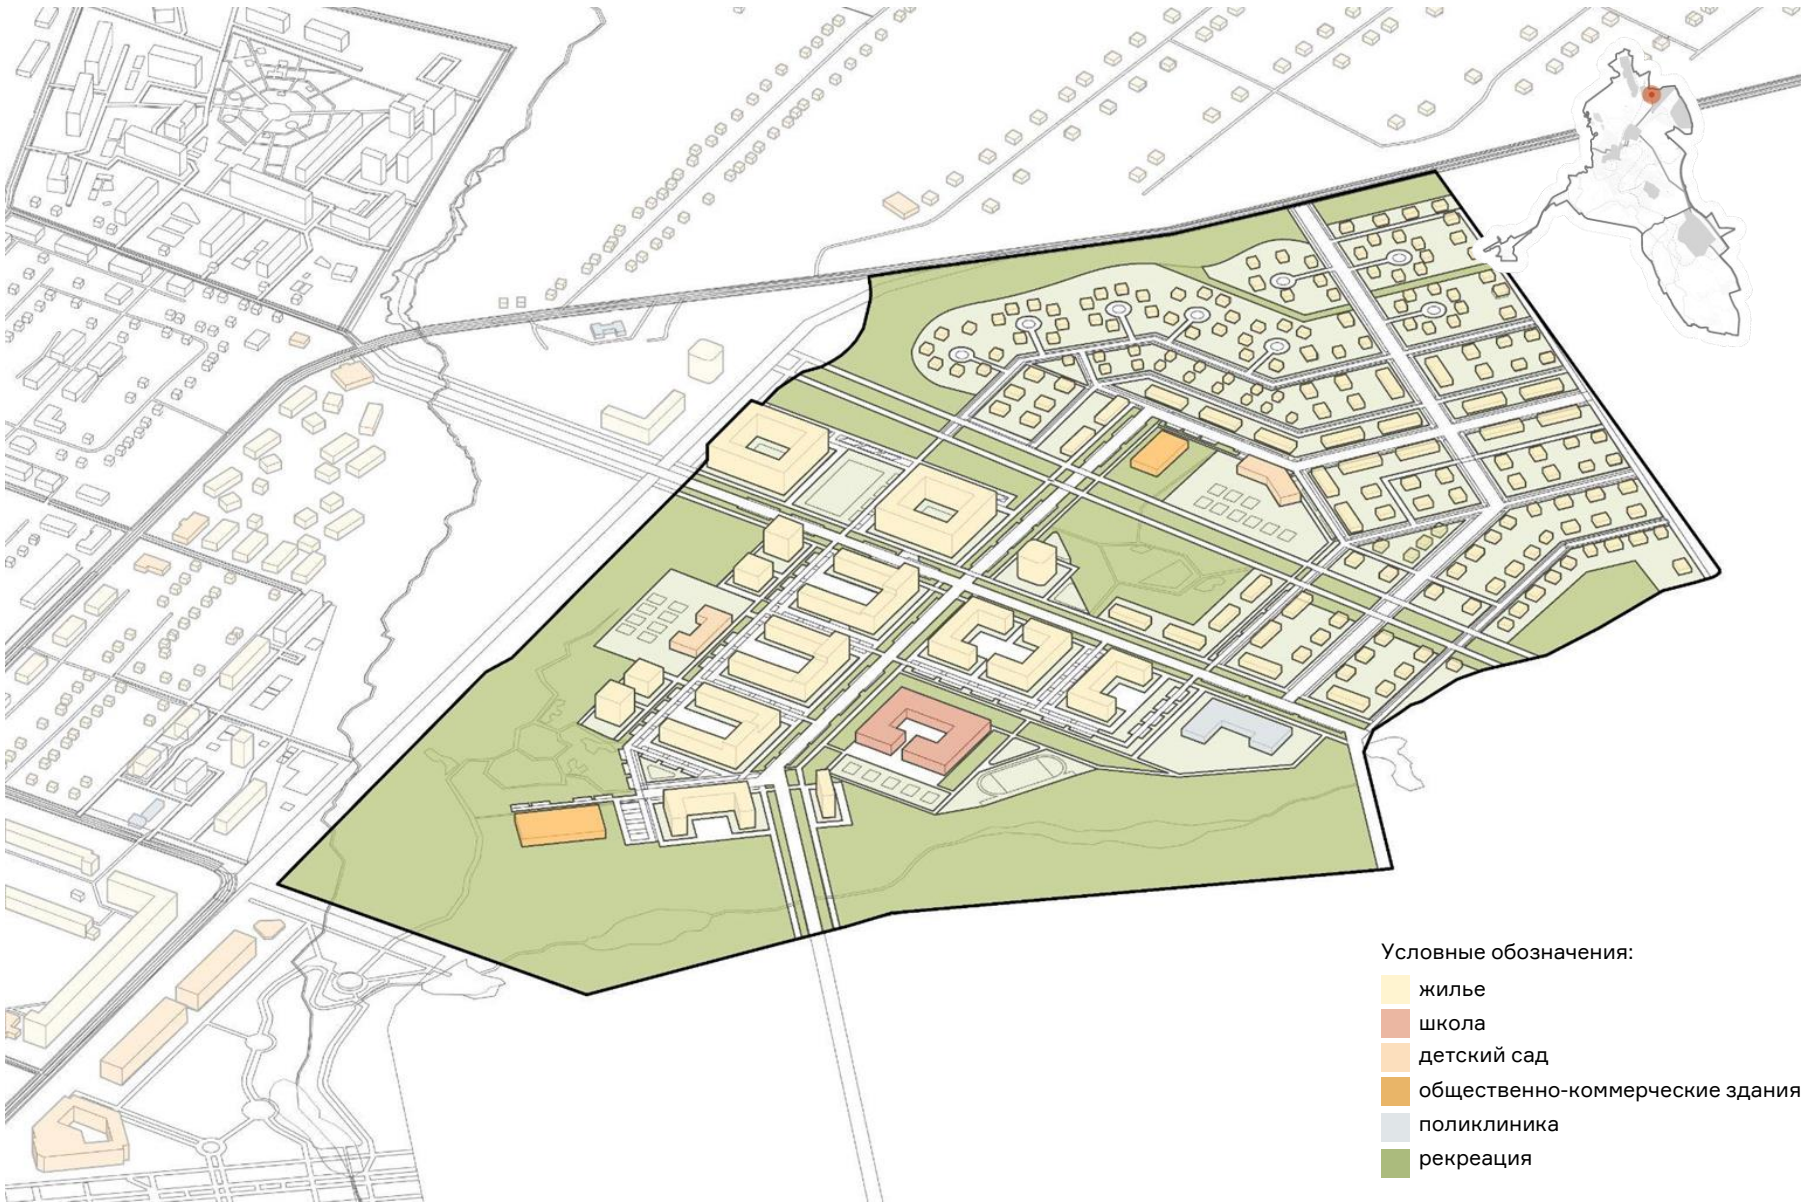 Условные обозначения:
жилье
школа
детский сад
общественно-коммерческие здания
поликлиника
рекреация